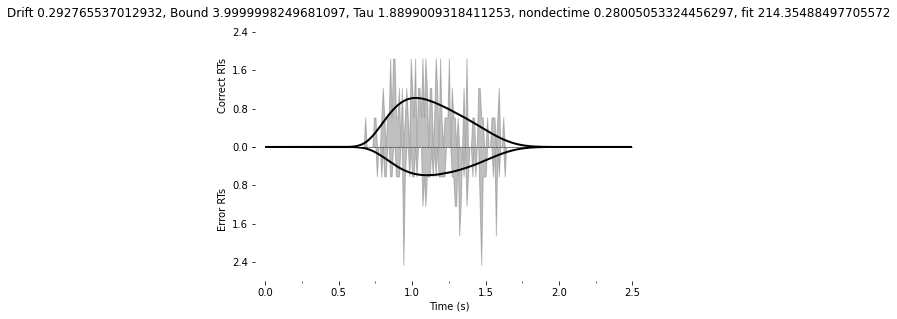 Drift 0.292765537012932, Bound 3.9999998249681097, Tau 1.8899009318411253, nondectime 0.28005053324456297, fit 214.35488497705572
2.4
1.6
0.8
0.0
0.8
1.6
2.4
Correct RTs
Error RTs
0.0 0.5 1.0 1.5 2.0 2.5
Time (s)